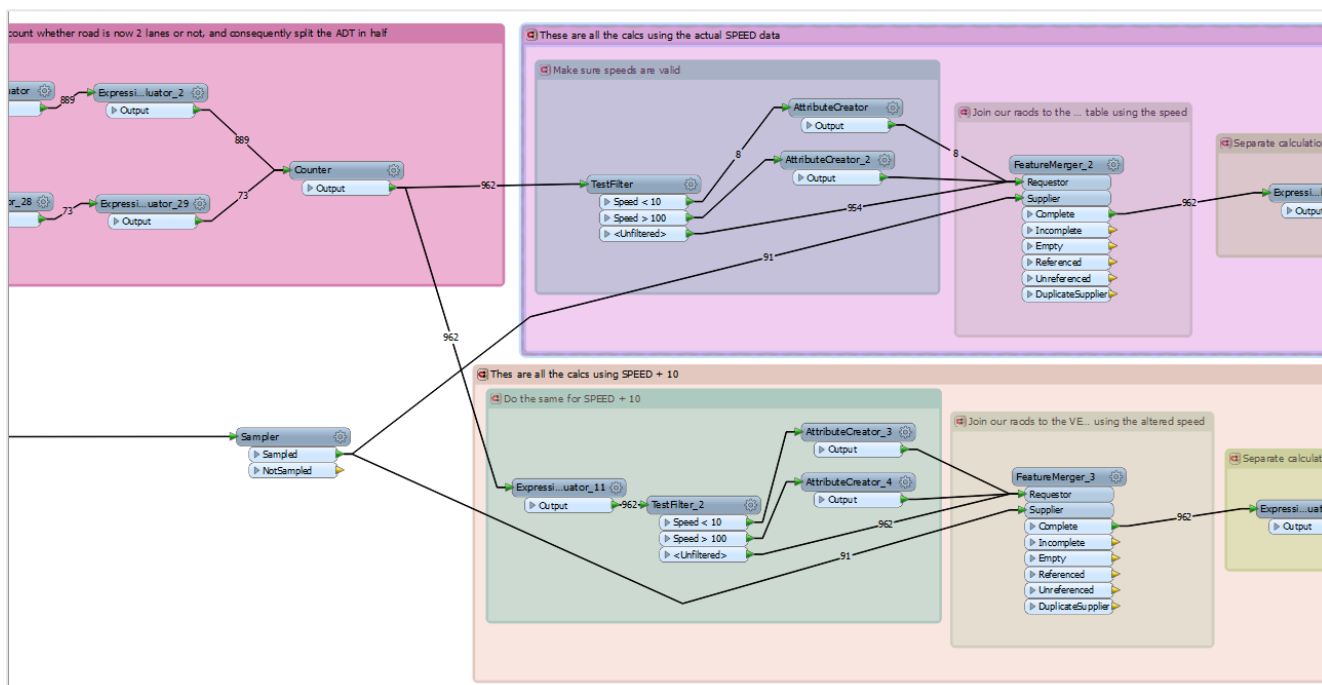 count whether road is now 2 lanes or not, and consequently split the ADT in half
ator
889
Expressi...luator_2
Output
889
Counter
Output
962
or_28
73
Expressi...uator_29
Output
73
These are all the calcs using the actual SPEED data
Make sure speeds are valid
TestFilter
Speed < 10
Speed > 100
<Unfiltered>
8
AttributeCreator
Output
8
AttributeCreator_2
Output
954
91
Join our raods to the ... table using the speed
FeatureMerger_2
Requestor
Supplier
Complete
Incomplete
Empty
Referenced
Unreferenced
DuplicateSupplier
962
Separate calculatio
Expressi...l
Output
962
Sampler
Sampled
NotSampled
Thes are all the calcs using SPEED + 10
Do the same for SPEED + 10
Expressi...uator_11
Output
962
TestFilter_2
Speed < 10
Speed > 100
<Unfiltered>
AttributeCreator_3
Output
AttributeCreator_4
Output
962
91
Join our raods to the VE... using the altered speed
FeatureMerger_3
Requestor
Supplier
Complete
Incomplete
Empty
Referenced
Unreferenced
DuplicateSupplier
962
Separate calculati
Expressi...ua
Output